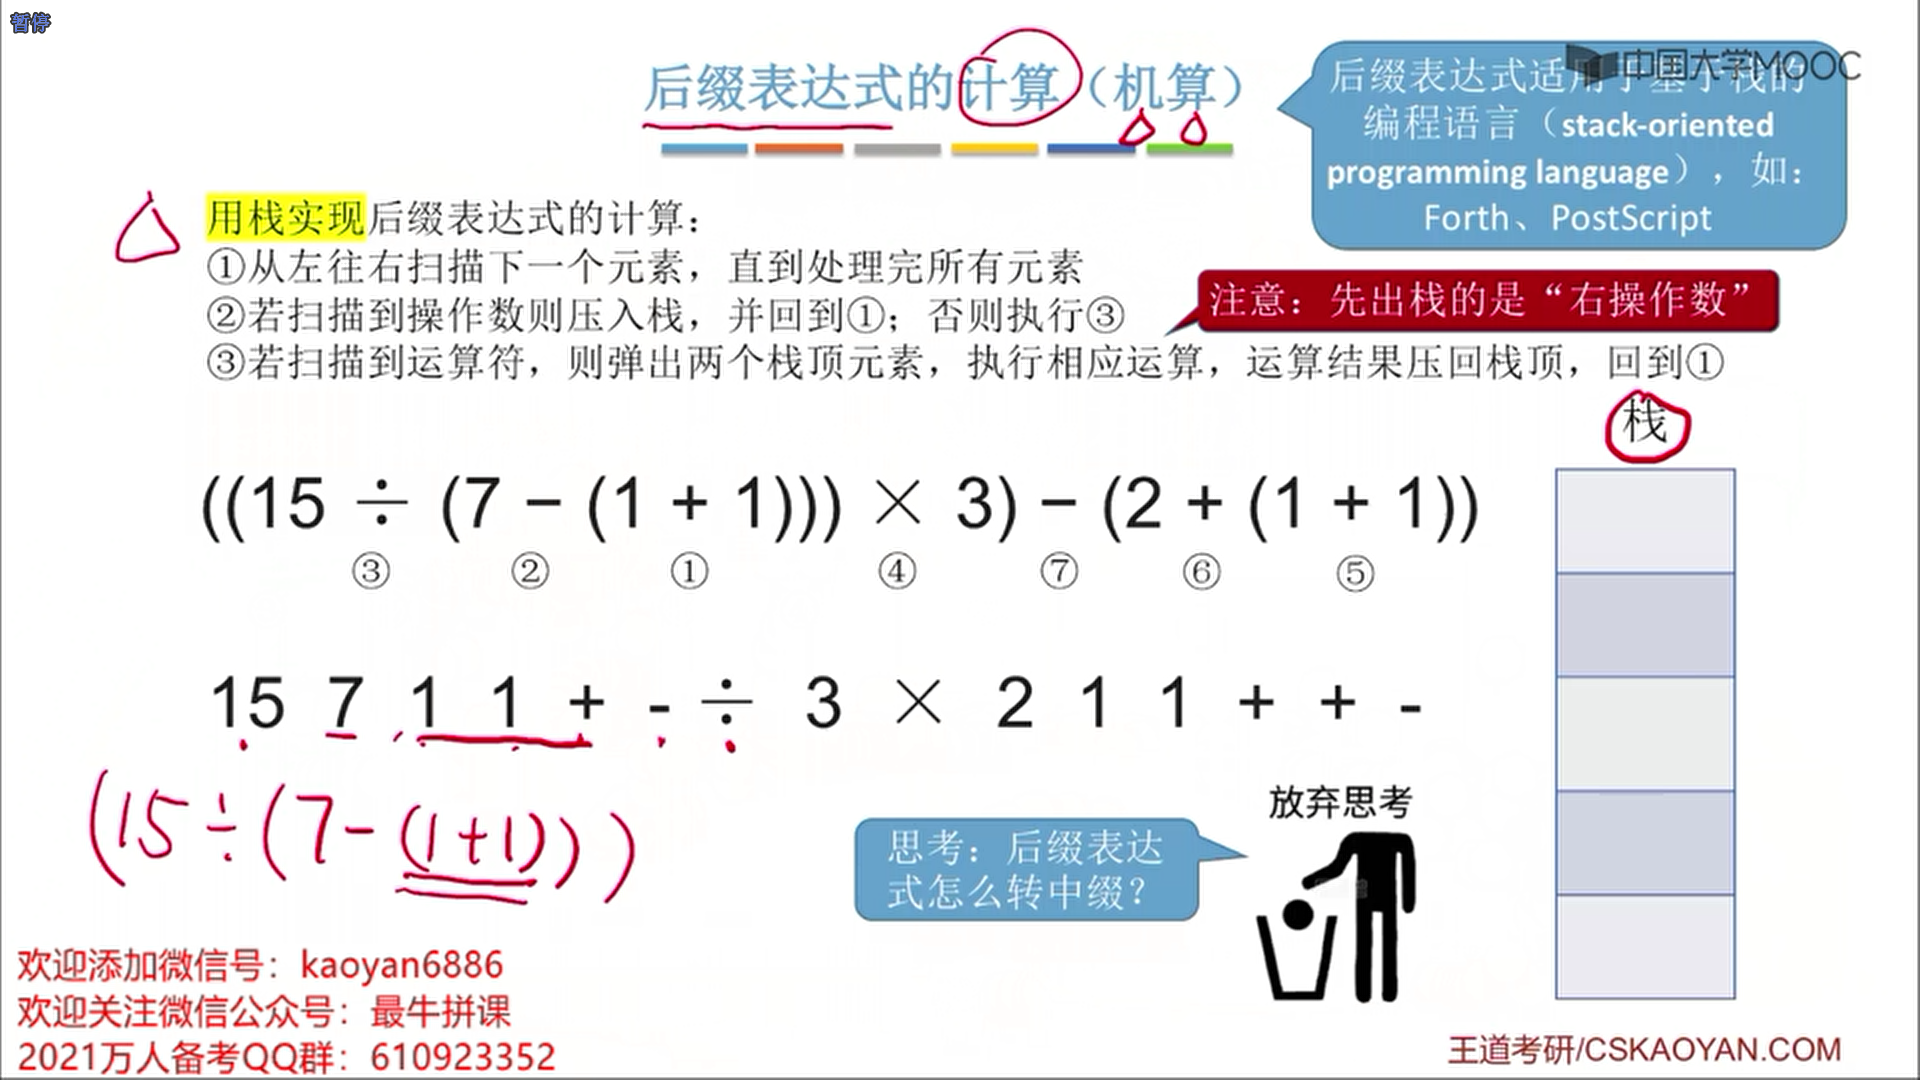 暂停
后缀表达式的计算（机算）
中国大学MOOC
后缀表达式适用于基于栈的
编程语言（stack-oriented
programming language），如：
Forth、PostScript
用栈实现后缀表达式的计算：
①从左往右扫描下一个元素，直到处理完所有元素
②若扫描到操作数则压入栈，并回到①；否则执行③
注意：先出栈的是“右操作数”
③若扫描到运算符，则弹出两个栈顶元素，执行相应运算，运算结果压回栈顶，回到①
栈
((15 ÷ (7 − (1 + 1))) × 3) − (2 + (1 + 1))
③ ② ① ④ ⑦ ⑥ ⑤
15 7 1 1 + - ÷ 3 × 2 1 1 + + -
(15÷(7-(1+1)))
放弃思考
思考：后缀表达
式怎么转中缀？
欢迎添加微信号：kaoyan6886
欢迎关注微信公众号：最牛拼课
2021万人备考QQ群：610923352
王道考研/CSKAOYAN.COM